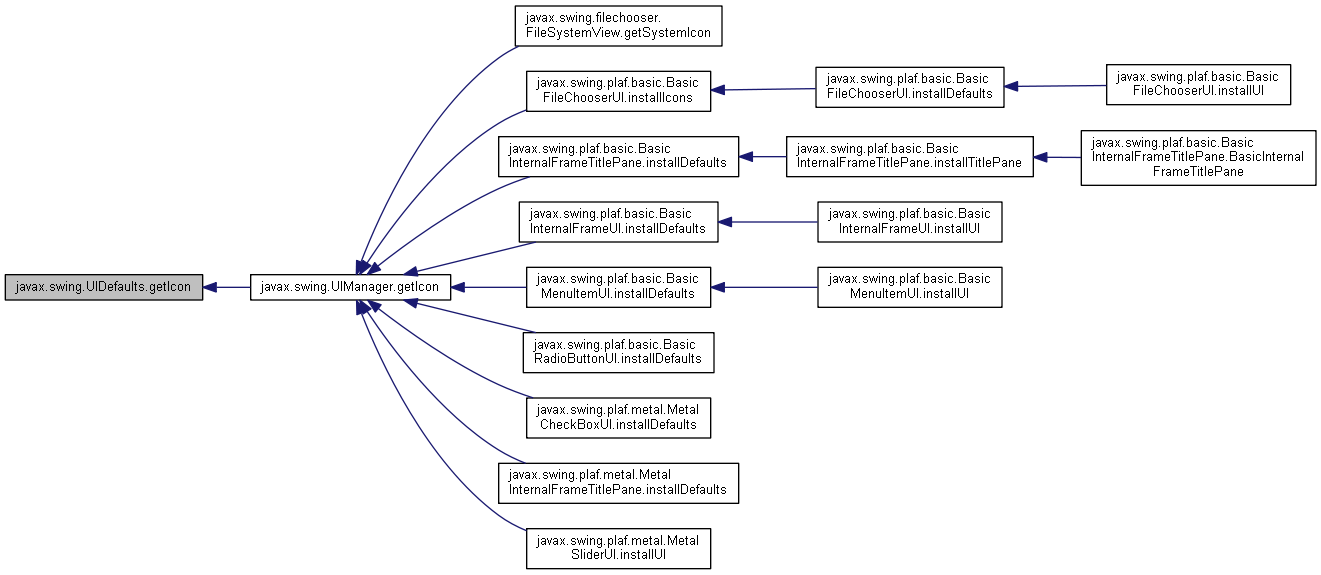 javax.swing.filechooser.
FileSystemView.getSystemIcon
javax.swing.plaf.basic.Basic
FileChooserUI.installIcons
javax.swing.plaf.basic.Basic
FileChooserUI.installDefaults
javax.swing.plaf.basic.Basic
FileChooserUI.installUI
javax.swing.plaf.basic.Basic
InternalFrameTitlePane.installDefaults
javax.swing.plaf.basic.Basic
InternalFrameTitlePane.installTitlePane
javax.swing.plaf.basic.Basic
InternalFrameTitlePane.BasicInternal
FrameTitlePane
javax.swing.plaf.basic.Basic
InternalFrameUI.installDefaults
javax.swing.plaf.basic.Basic
InternalFrameUI.installUI
javax.swing.UIDefaults.getIcon
javax.swing.UIManager.getIcon
javax.swing.plaf.basic.Basic
MenuItemUI.installDefaults
javax.swing.plaf.basic.Basic
MenuItemUI.installUI
javax.swing.plaf.basic.Basic
RadioButtonUI.installDefaults
javax.swing.plaf.metal.Metal
CheckBoxUI.installDefaults
javax.swing.plaf.metal.Metal
InternalFrameTitlePane.installDefaults
javax.swing.plaf.metal.Metal
SliderUI.installUI